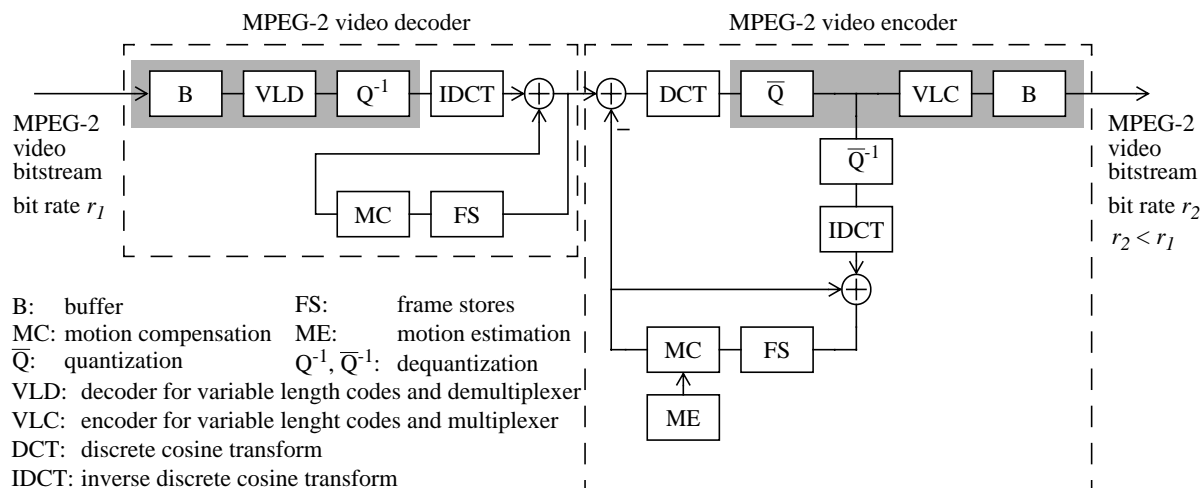 MPEG-2 video decoder
MPEG-2 video encoder
B
VLD
Q⁻¹
IDCT
DCT
Q̅
VLC
B
MPEG-2
video
bitstream
bit rate r₁
MC
FS
–
Q̅⁻¹
IDCT
MPEG-2
video
bitstream
bit rate r₂
r₂ < r₁
MC
FS
ME
B: buffer
FS: frame stores
MC: motion compensation
ME: motion estimation
Q̅: quantization
Q⁻¹, Q̅⁻¹: dequantization
VLD: decoder for variable length codes and demultiplexer
VLC: encoder for variable lenght codes and multiplexer
DCT: discrete cosine transform
IDCT: inverse discrete cosine transform